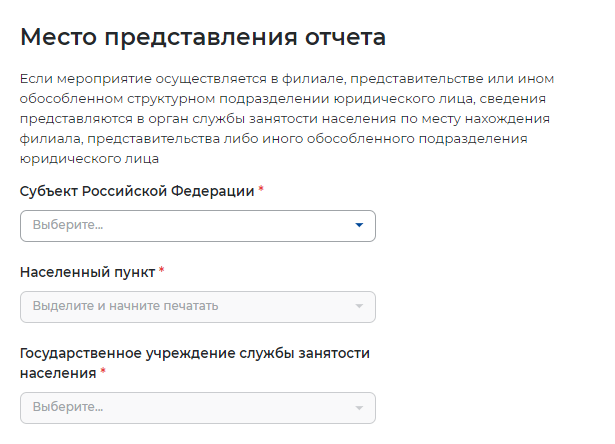 Место представления отчета
Если мероприятие осуществляется в филиале, представительстве или ином
обособленном структурном подразделении юридического лица, сведения
представляются в орган службы занятости населения по месту нахождения
филиала, представительства либо иного обособленного подразделения
юридического лица
Субъект Российской Федерации *
Выберите...
Населенный пункт *
Выделите и начните печатать
Государственное учреждение службы занятости
населения *
Выберите...